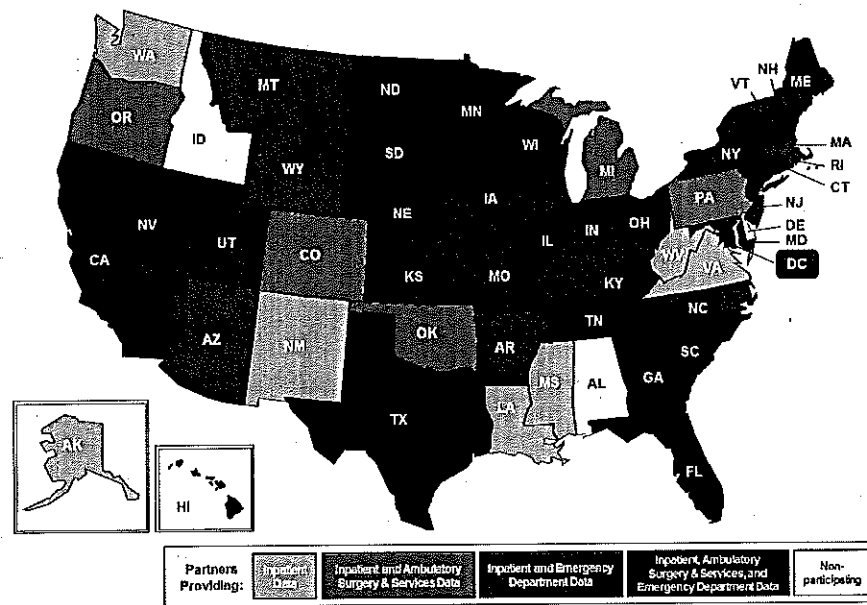 WA
MT
ND
MN
OR
ID
WY
SD
WI
MI
VT
NH
ME
NY
MA
RI
CT
PA
NJ
DE
MD
DC
NV
UT
CA
CO
NE
IA
IL
IN
OH
WV
VA
KS
MO
KY
AZ
NM
OK
AR
TN
NC
SC
MS
AL
GA
TX
LA
FL
AK
HI
Partners
Providing:
Inpatient
Data
Inpatient and Ambulatory
Surgery & Services Data
Inpatient and Emergency
Department Data
Inpatient, Ambulatory
Surgery & Services, and
Emergency Department Data
Non-
participating